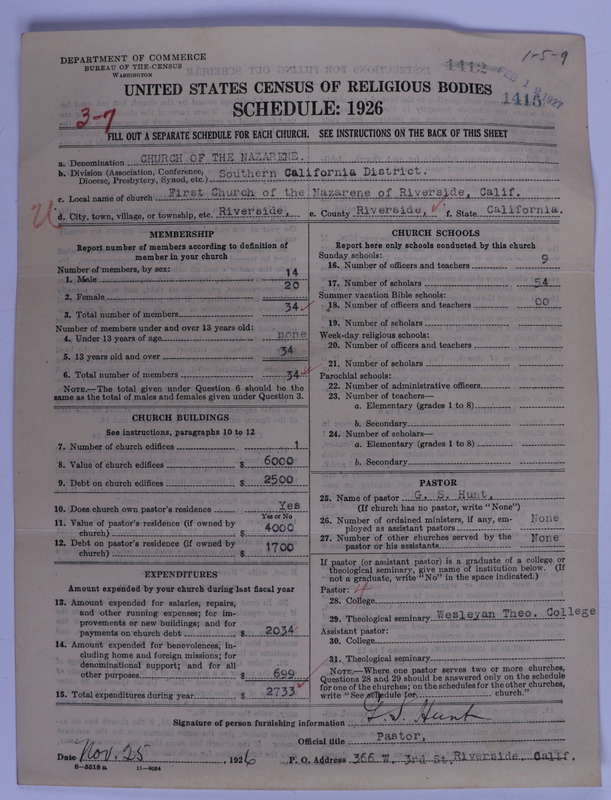 DEPARTMENT OF COMMERCE
BUREAU OF THE CENSUS
WASHINGTON
1-5-9
1412
FEB 1927
1415
UNITED STATES CENSUS OF RELIGIOUS BODIES
SCHEDULE: 1926
3-7
FILL OUT A SEPARATE SCHEDULE FOR EACH CHURCH. SEE INSTRUCTIONS ON THE BACK OF THIS SHEET
a. Denomination CHURCH OF THE NAZARENE.
b. Division (Association, Conference, Diocese, Presbytery, Synod, etc.) Southern California District.
c. Local name of church First Church of the Nazarene of Riverside, Calif.
d. City, town, village, or township, etc. Riverside, e. County Riverside, f. State California.
MEMBERSHIP
Report number of members according to definition of
member in your church
Number of members, by sex:
1. Male 14
2. Female 20
3. Total number of members 34
Number of members under and over 13 years old:
4. Under 13 years of age none
5. 13 years old and over 34
6. Total number of members 34
NOTE.—The total given under Question 6 should be the
same as the total of males and females given under Question 3.
CHURCH BUILDINGS
See instructions, paragraphs 10 to 12
7. Number of church edifices 1
8. Value of church edifices $ 6000
9. Debt on church edifices $ 2500
10. Does church own pastor's residence Yes
Yes or No
11. Value of pastor's residence (if owned by
church) $ 4000
12. Debt on pastor's residence (if owned by
church) $ 1700
EXPENDITURES
Amount expended by your church during last fiscal year
13. Amount expended for salaries, repairs,
and other running expenses; for im-
provements or new buildings; and for
payments on church debt $ 2034
14. Amount expended for benevolences, in-
cluding home and foreign missions; for
denominational support; and for all
other purposes $ 699
15. Total expenditures during year $ 2733
CHURCH SCHOOLS
Report here only schools conducted by this church
Sunday schools:
16. Number of officers and teachers 9
17. Number of scholars 54
Summer vacation Bible schools:
18. Number of officers and teachers 00
19. Number of scholars
Week-day religious schools:
20. Number of officers and teachers
21. Number of scholars
Parochial schools:
22. Number of administrative officers
23. Number of teachers—
a. Elementary (grades 1 to 8)
b. Secondary
24. Number of scholars—
a. Elementary (grades 1 to 8)
b. Secondary
PASTOR
25. Name of pastor G. S. Hunt,
(If church has no pastor, write "None")
26. Number of ordained ministers, if any, em-
ployed as assistant pastors None
27. Number of other churches served by the
pastor or his assistants None
If pastor (or assistant pastor) is a graduate of a college or
theological seminary, give name of institution below. (If
not a graduate, write "No" in the space indicated.)
Pastor: 4
28. College
29. Theological seminary Wesleyan Theo. College
Assistant pastor:
30. College
31. Theological seminary
NOTE.—Where one pastor serves two or more churches,
Questions 28 and 29 should be answered only on the schedule
for one of the churches; on the schedules for the other churches,
write "See schedule for church."
Signature of person furnishing information G. S. Hunt
Official title Pastor,
Date Nov. 25, 1926 P. O. Address 366 W. 3rd St, Riverside, Calif.
8—5518 a 11—9034